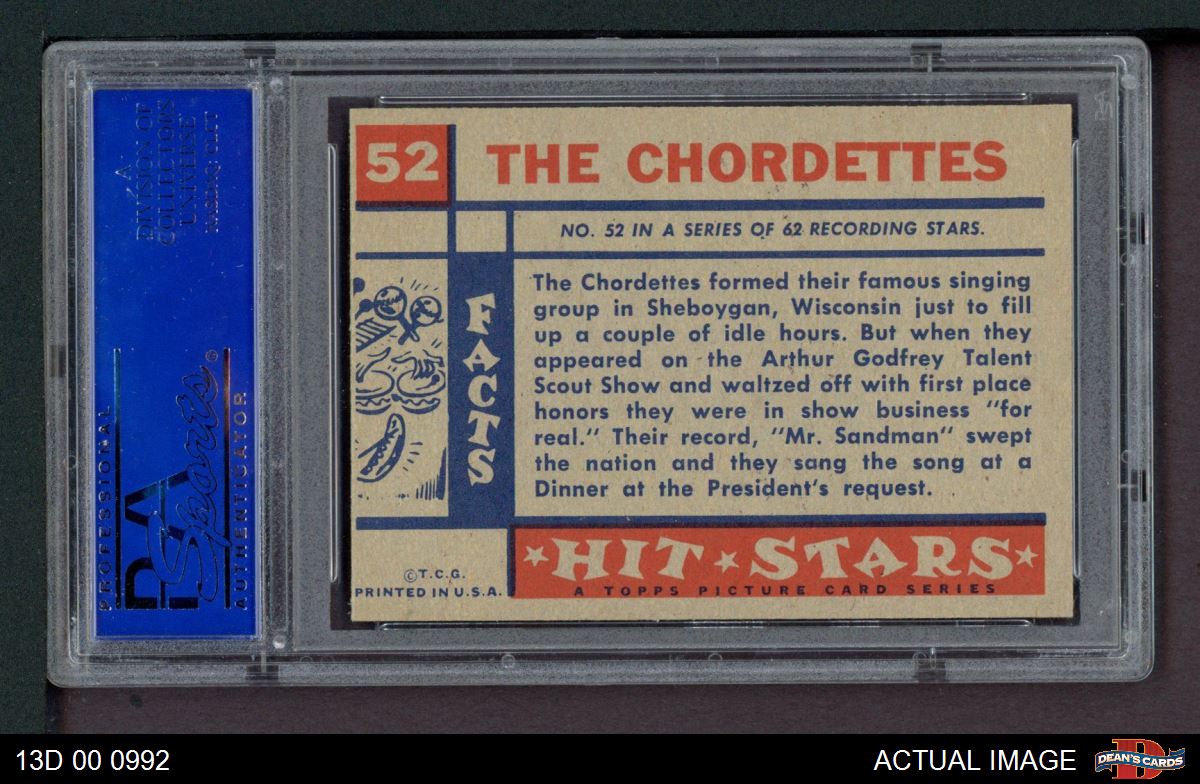 A
DIVISION OF
COLLECTORS
UNIVERSE
NASDAQ: CLCT
PROFESSIONAL
PSA
Sports
AUTHENTICATOR
®
52
THE CHORDETTES
NO. 52 IN A SERIES OF 62 RECORDING STARS.
FACTS
The Chordettes formed their famous singing
group in Sheboygan, Wisconsin just to fill
up a couple of idle hours. But when they
appeared on the Arthur Godfrey Talent
Scout Show and waltzed off with first place
honors they were in show business "for
real." Their record, "Mr. Sandman" swept
the nation and they sang the song at a
Dinner at the President's request.
HIT STARS
A TOPPS PICTURE CARD SERIES
©T.C.G.
PRINTED IN U.S.A.
13D 00 0992
ACTUAL IMAGE
D
DEAN'S CARDS